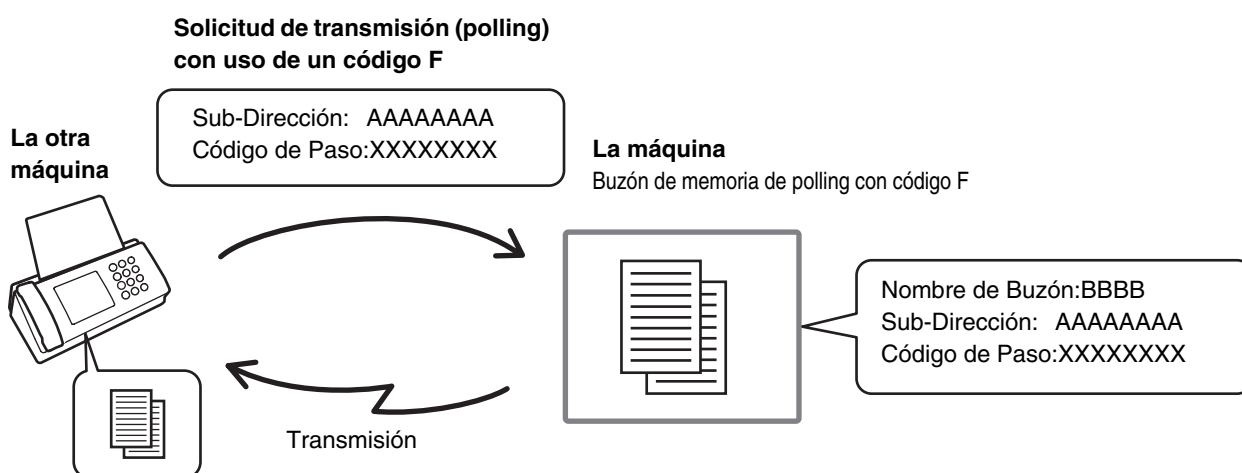 Solicitud de transmisión (polling)
con uso de un código F
Sub-Dirección: AAAAAAAA
Código de Paso:XXXXXXXX
La otra
máquina
La máquina
Buzón de memoria de polling con código F
Nombre de Buzón:BBBB
Sub-Dirección: AAAAAAAA
Código de Paso:XXXXXXXX
Transmisión